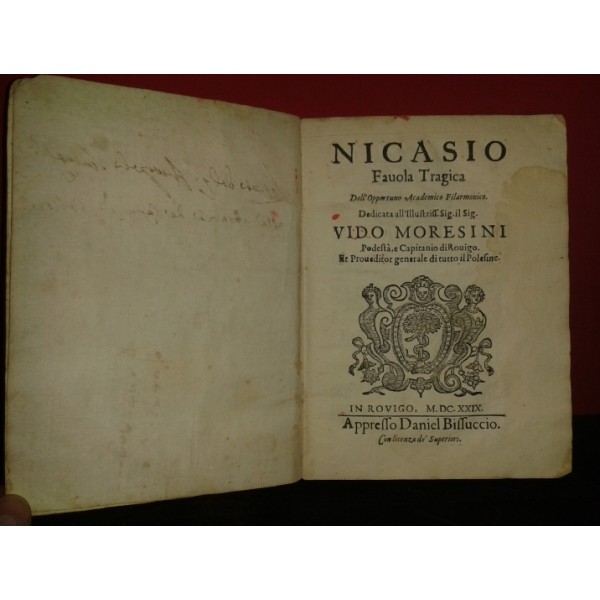 NICASIO
Fauola Tragica
Dell'Opportuno Academico Filarmonico.
Dedicata all'Illustriss. Sig. il Sig.
VIDO MORESINI
Podestà, e Capitanio di Rouigo.
Et Proueditor generale di tutto il Polesine.
IN ROVIGO, M. DC. XXIX.
Appresso Daniel Bissuccio.
Con licenza de' Superiori.